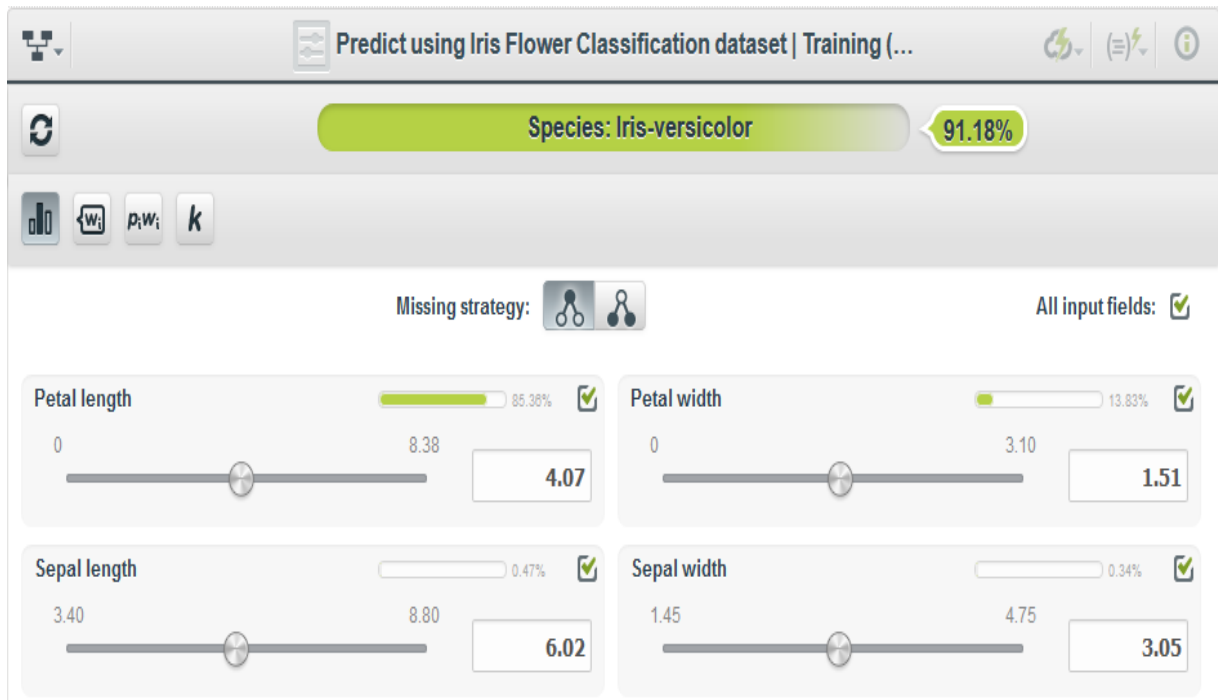 Predict using Iris Flower Classification dataset | Training (...
Species: Iris-versicolor
91.18%
{wᵢ pᵢwᵢ k
Missing strategy:
All input fields:
Petal length 85.36%
0 8.38
4.07
Petal width 13.83%
0 3.10
1.51
Sepal length 0.47%
3.40 8.80
6.02
Sepal width 0.34%
1.45 4.75
3.05